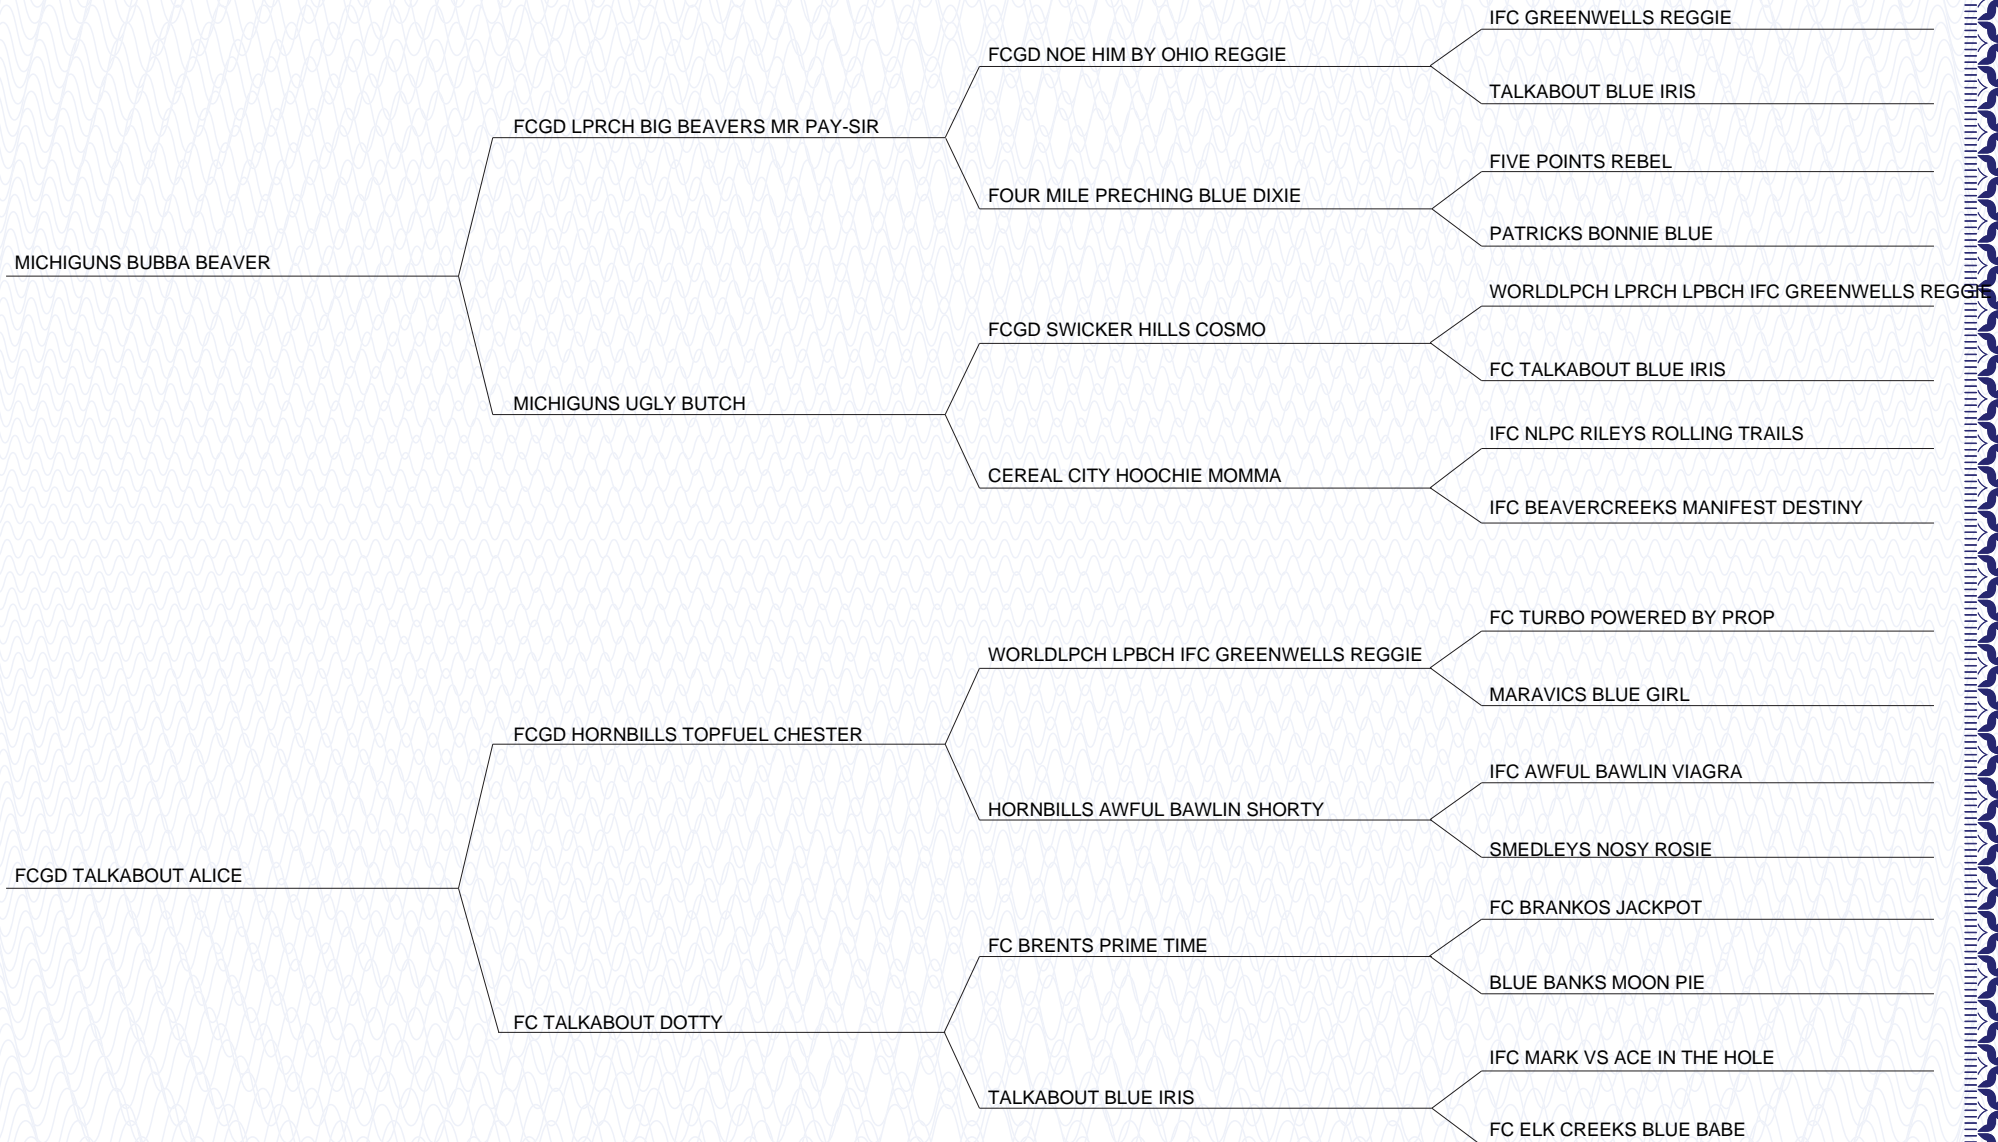 IFC GREENWELLS REGGIE
FCGD NOE HIM BY OHIO REGGIE
TALKABOUT BLUE IRIS
FCGD LPRCH BIG BEAVERS MR PAY-SIR
FIVE POINTS REBEL
FOUR MILE PRECHING BLUE DIXIE
PATRICKS BONNIE BLUE
MICHIGUNS BUBBA BEAVER
WORLDLPCH LPRCH LPBCH IFC GREENWELLS REGGIE
FCGD SWICKER HILLS COSMO
FC TALKABOUT BLUE IRIS
MICHIGUNS UGLY BUTCH
IFC NLPC RILEYS ROLLING TRAILS
CEREAL CITY HOOCHIE MOMMA
IFC BEAVERCREEKS MANIFEST DESTINY
FC TURBO POWERED BY PROP
WORLDLPCH LPBCH IFC GREENWELLS REGGIE
MARAVICS BLUE GIRL
FCGD HORNBILLS TOPFUEL CHESTER
IFC AWFUL BAWLIN VIAGRA
HORNBILLS AWFUL BAWLIN SHORTY
SMEDLEYS NOSY ROSIE
FCGD TALKABOUT ALICE
FC BRANKOS JACKPOT
FC BRENTS PRIME TIME
BLUE BANKS MOON PIE
FC TALKABOUT DOTTY
IFC MARK VS ACE IN THE HOLE
TALKABOUT BLUE IRIS
FC ELK CREEKS BLUE BABE